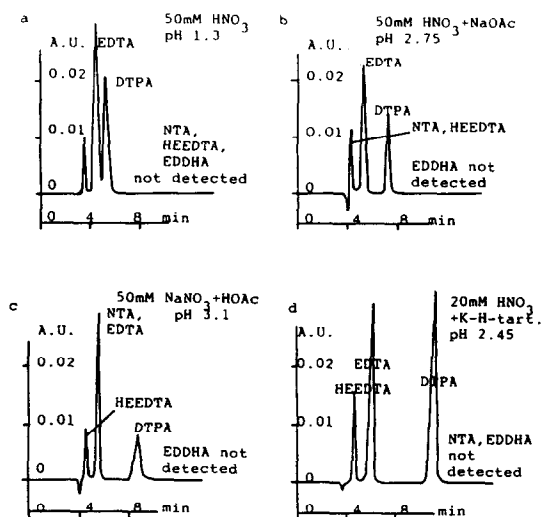 a
50mM HNO3
pH 1.3
A.U.
EDTA
0.02
DTPA
0.01
NTA,
HEEDTA,
EDDHA
not detected
0
0 4 8 min
b
50mM HNO3+NaOAc
pH 2.75
A.U.
EDTA
0.02
DTPA
0.01
NTA,HEEDTA
EDDHA not
detected
0
0 4 8 min
c
50mM NaNO3+HOAc
pH 3.1
NTA,
EDTA
A.U.
0.02
HEEDTA
0.01
DTPA
EDDHA not
detected
0
0 4 8 min
d
20mM HNO3
+K-H-tart.
pH 2.45
A.U.
0.02
EDTA
HEEDTA
DTPA
0.01
NTA,EDDHA
not
detected
0
0 4 8 min